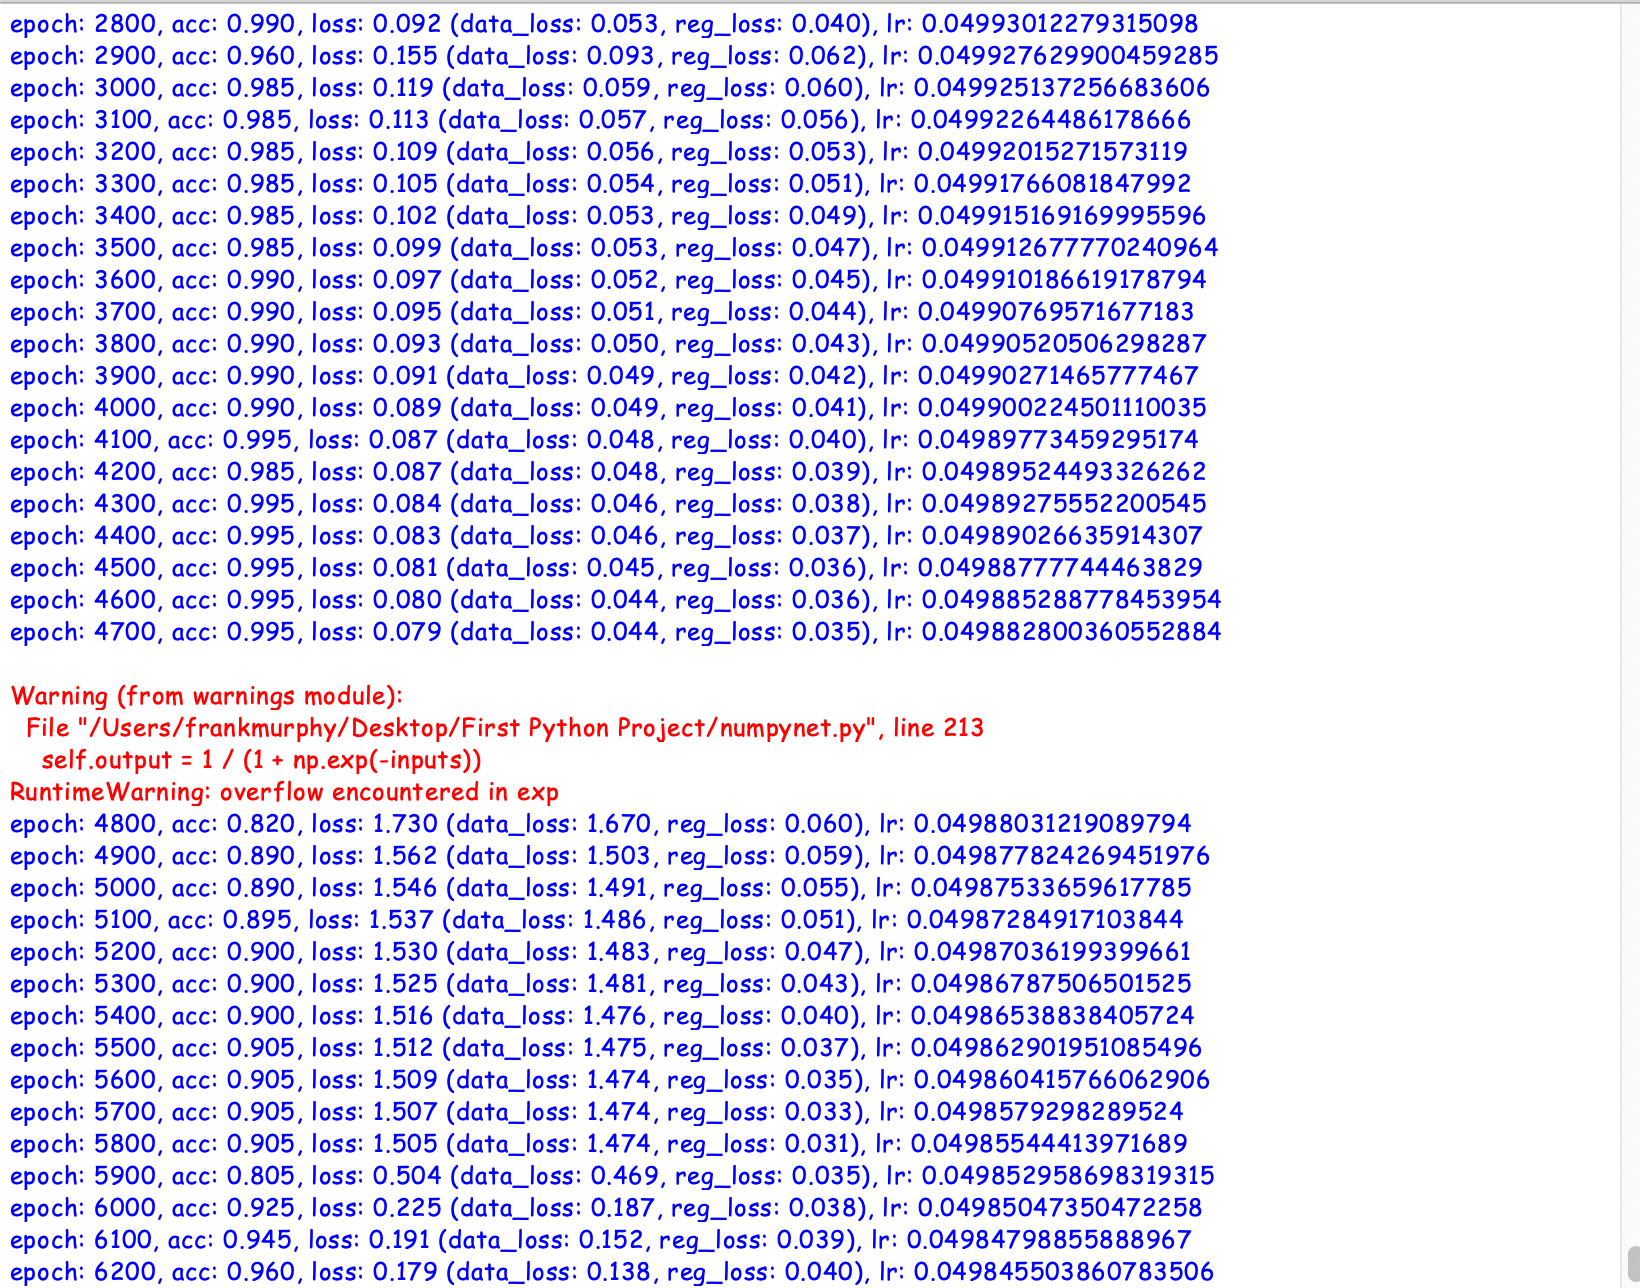 epoch: 2800, acc: 0.990, loss: 0.092 (data_loss: 0.053, reg_loss: 0.040), lr: 0.04993012279315098
epoch: 2900, acc: 0.960, loss: 0.155 (data_loss: 0.093, reg_loss: 0.062), lr: 0.049927629900459285
epoch: 3000, acc: 0.985, loss: 0.119 (data_loss: 0.059, reg_loss: 0.060), lr: 0.049925137256683606
epoch: 3100, acc: 0.985, loss: 0.113 (data_loss: 0.057, reg_loss: 0.056), lr: 0.04992264486178666
epoch: 3200, acc: 0.985, loss: 0.109 (data_loss: 0.056, reg_loss: 0.053), lr: 0.04992015271573119
epoch: 3300, acc: 0.985, loss: 0.105 (data_loss: 0.054, reg_loss: 0.051), lr: 0.04991766081847992
epoch: 3400, acc: 0.985, loss: 0.102 (data_loss: 0.053, reg_loss: 0.049), lr: 0.049915169169995596
epoch: 3500, acc: 0.985, loss: 0.099 (data_loss: 0.053, reg_loss: 0.047), lr: 0.049912677770240964
epoch: 3600, acc: 0.990, loss: 0.097 (data_loss: 0.052, reg_loss: 0.045), lr: 0.049910186619178794
epoch: 3700, acc: 0.990, loss: 0.095 (data_loss: 0.051, reg_loss: 0.044), lr: 0.04990769571677183
epoch: 3800, acc: 0.990, loss: 0.093 (data_loss: 0.050, reg_loss: 0.043), lr: 0.04990520506298287
epoch: 3900, acc: 0.990, loss: 0.091 (data_loss: 0.049, reg_loss: 0.042), lr: 0.04990271465777467
epoch: 4000, acc: 0.990, loss: 0.089 (data_loss: 0.049, reg_loss: 0.041), lr: 0.049900224501110035
epoch: 4100, acc: 0.995, loss: 0.087 (data_loss: 0.048, reg_loss: 0.040), lr: 0.04989773459295174
epoch: 4200, acc: 0.985, loss: 0.087 (data_loss: 0.048, reg_loss: 0.039), lr: 0.04989524493326262
epoch: 4300, acc: 0.995, loss: 0.084 (data_loss: 0.046, reg_loss: 0.038), lr: 0.04989275552200545
epoch: 4400, acc: 0.995, loss: 0.083 (data_loss: 0.046, reg_loss: 0.037), lr: 0.04989026635914307
epoch: 4500, acc: 0.995, loss: 0.081 (data_loss: 0.045, reg_loss: 0.036), lr: 0.04988777744463829
epoch: 4600, acc: 0.995, loss: 0.080 (data_loss: 0.044, reg_loss: 0.036), lr: 0.049885288778453954
epoch: 4700, acc: 0.995, loss: 0.079 (data_loss: 0.044, reg_loss: 0.035), lr: 0.049882800360552884
Warning (from warnings module):
File "/Users/frankmurphy/Desktop/First Python Project/numpynet.py", line 213
self.output = 1 / (1 + np.exp(-inputs))
RuntimeWarning: overflow encountered in exp
epoch: 4800, acc: 0.820, loss: 1.730 (data_loss: 1.670, reg_loss: 0.060), lr: 0.04988031219089794
epoch: 4900, acc: 0.890, loss: 1.562 (data_loss: 1.503, reg_loss: 0.059), lr: 0.049877824269451976
epoch: 5000, acc: 0.890, loss: 1.546 (data_loss: 1.491, reg_loss: 0.055), lr: 0.04987533659617785
epoch: 5100, acc: 0.895, loss: 1.537 (data_loss: 1.486, reg_loss: 0.051), lr: 0.04987284917103844
epoch: 5200, acc: 0.900, loss: 1.530 (data_loss: 1.483, reg_loss: 0.047), lr: 0.04987036199399661
epoch: 5300, acc: 0.900, loss: 1.525 (data_loss: 1.481, reg_loss: 0.043), lr: 0.04986787506501525
epoch: 5400, acc: 0.900, loss: 1.516 (data_loss: 1.476, reg_loss: 0.040), lr: 0.04986538838405724
epoch: 5500, acc: 0.905, loss: 1.512 (data_loss: 1.475, reg_loss: 0.037), lr: 0.049862901951085496
epoch: 5600, acc: 0.905, loss: 1.509 (data_loss: 1.474, reg_loss: 0.035), lr: 0.049860415766062906
epoch: 5700, acc: 0.905, loss: 1.507 (data_loss: 1.474, reg_loss: 0.033), lr: 0.0498579298289524
epoch: 5800, acc: 0.905, loss: 1.505 (data_loss: 1.474, reg_loss: 0.031), lr: 0.04985544413971689
epoch: 5900, acc: 0.805, loss: 0.504 (data_loss: 0.469, reg_loss: 0.035), lr: 0.049852958698319315
epoch: 6000, acc: 0.925, loss: 0.225 (data_loss: 0.187, reg_loss: 0.038), lr: 0.04985047350472258
epoch: 6100, acc: 0.945, loss: 0.191 (data_loss: 0.152, reg_loss: 0.039), lr: 0.04984798855888967
epoch: 6200, acc: 0.960, loss: 0.179 (data_loss: 0.138, reg_loss: 0.040), lr: 0.049845503860783506